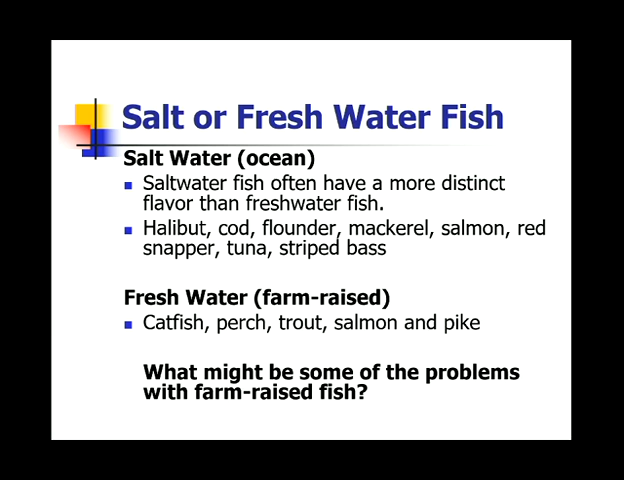 Salt or Fresh Water Fish
Salt Water (ocean)
Saltwater fish often have a more distinct
flavor than freshwater fish.
Halibut, cod, flounder, mackerel, salmon, red
snapper, tuna, striped bass
Fresh Water (farm-raised)
Catfish, perch, trout, salmon and pike
What might be some of the problems
with farm-raised fish?